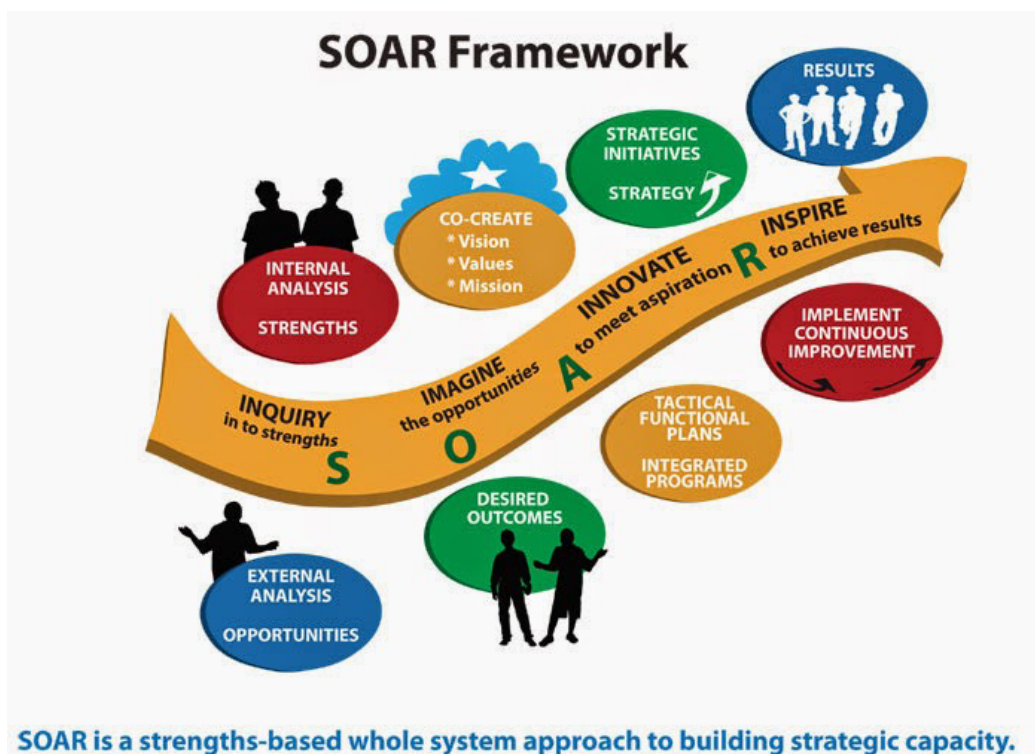 SOAR Framework
RESULTS
STRATEGIC
INITIATIVES
STRATEGY
CO-CREATE
* Vision
* Values
* Mission
INTERNAL
ANALYSIS
STRENGTHS
INQUIRY
in to strengths
S
IMAGINE
the opportunities
O
INNOVATE
to meet aspiration
A
INSPIRE
to achieve results
R
IMPLEMENT
CONTINUOUS
IMPROVEMENT
TACTICAL
FUNCTIONAL
PLANS
INTEGRATED
PROGRAMS
DESIRED
OUTCOMES
EXTERNAL
ANALYSIS
OPPORTUNITIES
SOAR is a strengths-based whole system approach to building strategic capacity.